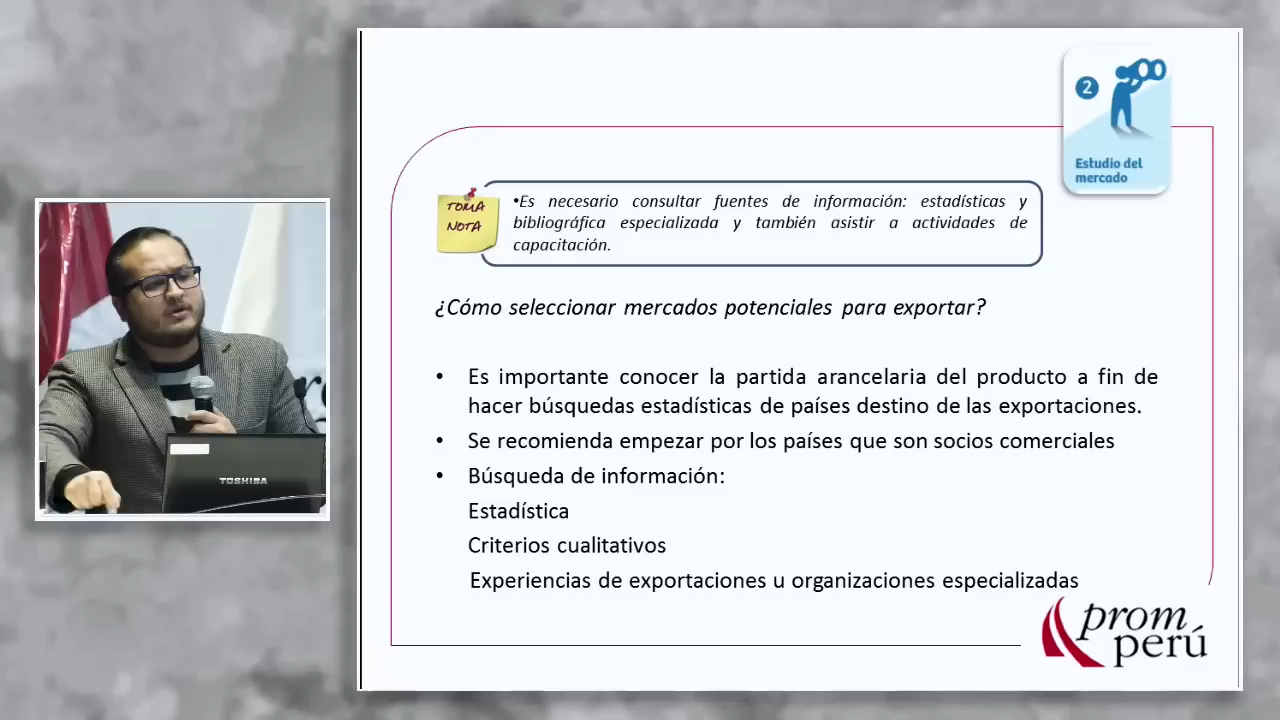 2
Estudio del
mercado
TOMA
NOTA
•Es necesario consultar fuentes de información: estadísticas y
bibliográfica especializada y también asistir a actividades de
capacitación.
¿Cómo seleccionar mercados potenciales para exportar?
• Es importante conocer la partida arancelaria del producto a fin de
hacer búsquedas estadísticas de países destino de las exportaciones.
• Se recomienda empezar por los países que son socios comerciales
• Búsqueda de información:
Estadística
Criterios cualitativos
Experiencias de exportaciones u organizaciones especializadas
TOSHIBA
prom
perú